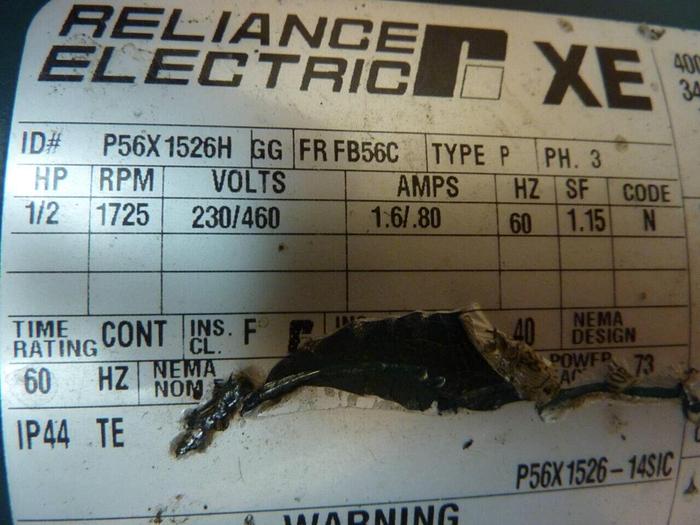 RELIANCE
ELECTRIC XE
ID# P56X1526H GG FR FB56C TYPE P PH. 3
HP RPM VOLTS AMPS HZ SF CODE
1/2 1725 230/460 1.6/.80 60 1.15 N
TIME RATING CONT INS. CL. F 40 NEMA DESIGN
60 HZ NEMA NOM POWER 73
IP44 TE
P56X1526-14SIC
WARNING